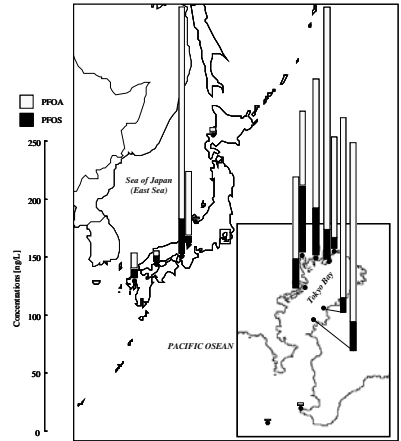 PFOA
PFOS
250
200
150
100
50
0
Concentrations [ng/L]
Sea of Japan
(East Sea)
PACIFIC OSEAN
Tokyo Bay